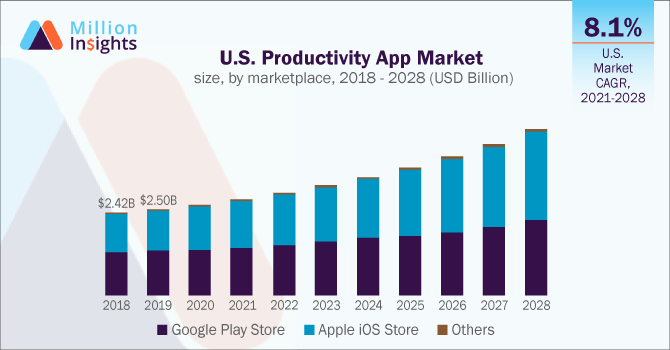 Million
Insights
8.1%
U.S.
Market
CAGR,
2021-2028
U.S. Productivity App Market
size, by marketplace, 2018 - 2028 (USD Billion)
$2.42B $2.50B
2018 2019 2020 2021 2022 2023 2024 2025 2026 2027 2028
Google Play Store Apple iOS Store Others